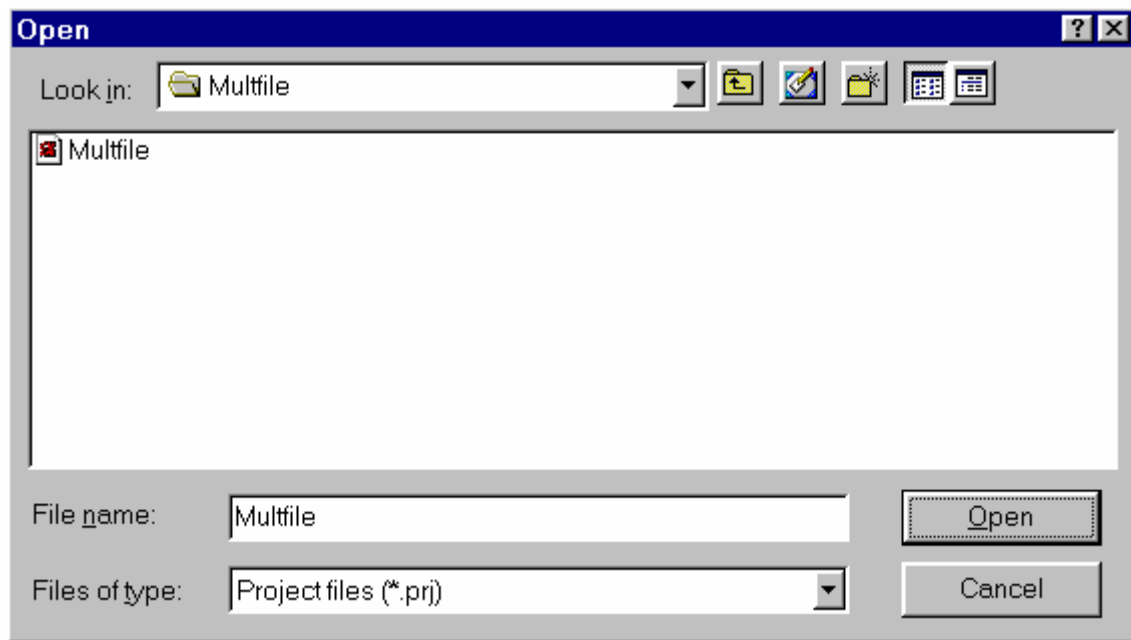 Open
Look in: Multfile
Multfile
File name: Multfile Open
Files of type: Project files (*.prj) Cancel